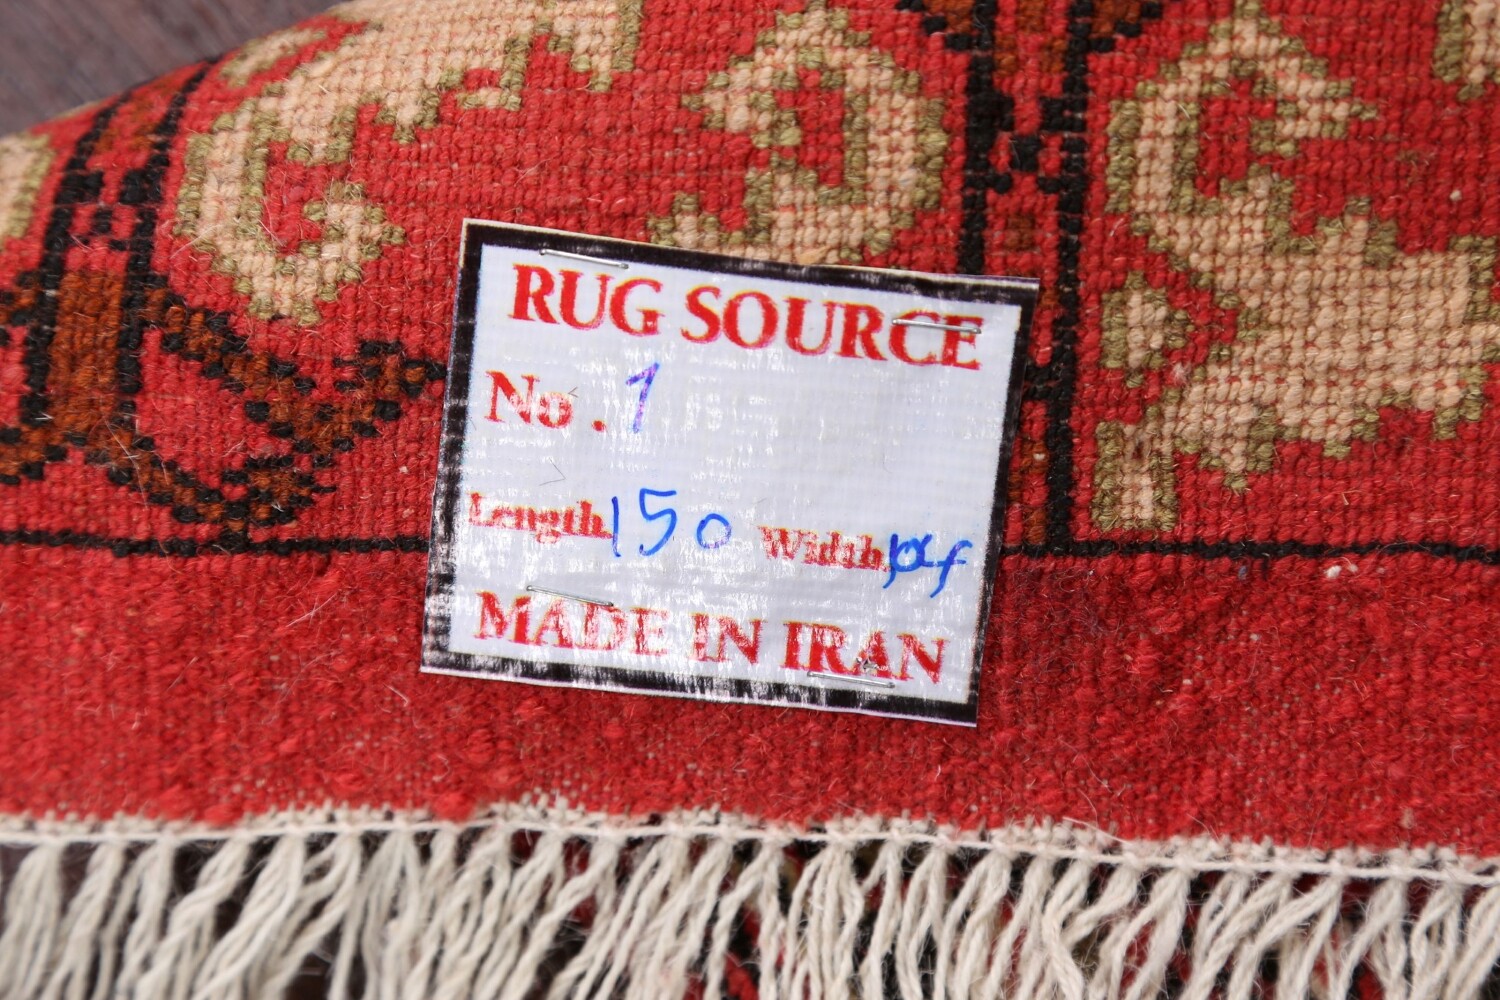 RUG SOURCE
No. 1
Length 150 Width
MADE IN IRAN